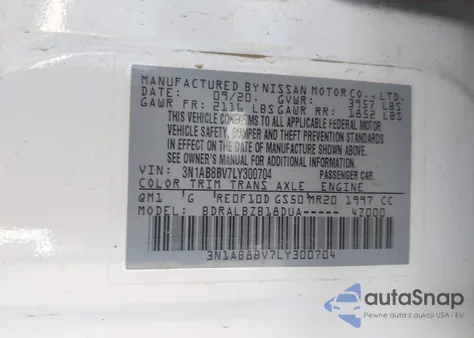 MANUFACTURED BY NISSAN MOTOR CO., LTD.
DATE: 09/20. GVWR: 3957 LBS
GAWR FR: 2116 LBS GAWR RR: 1852 LBS
THIS VEHICLE CONFORMS TO ALL APPLICABLE FEDERAL MOTOR
VEHICLE SAFETY, BUMPER AND THEFT PREVENTION STANDARDS
IN EFFECT ON THE DATE OF MANUFACTURE SHOWN ABOVE.
SEE OWNER'S MANUAL FOR ADDITIONAL INFORMATION.
VIN: 3N1AB8BV7LY300704 PASSENGER CAR.
COLOR TRIM TRANS AXLE ENGINE
QM1 G RE0F10D GS50 MR20 1997 CC
MODEL: BDRALBZB18DUA----- 47000
3N1AB8BV7LY300704
autoSnap
Pewne auta z aukcji USA i EU